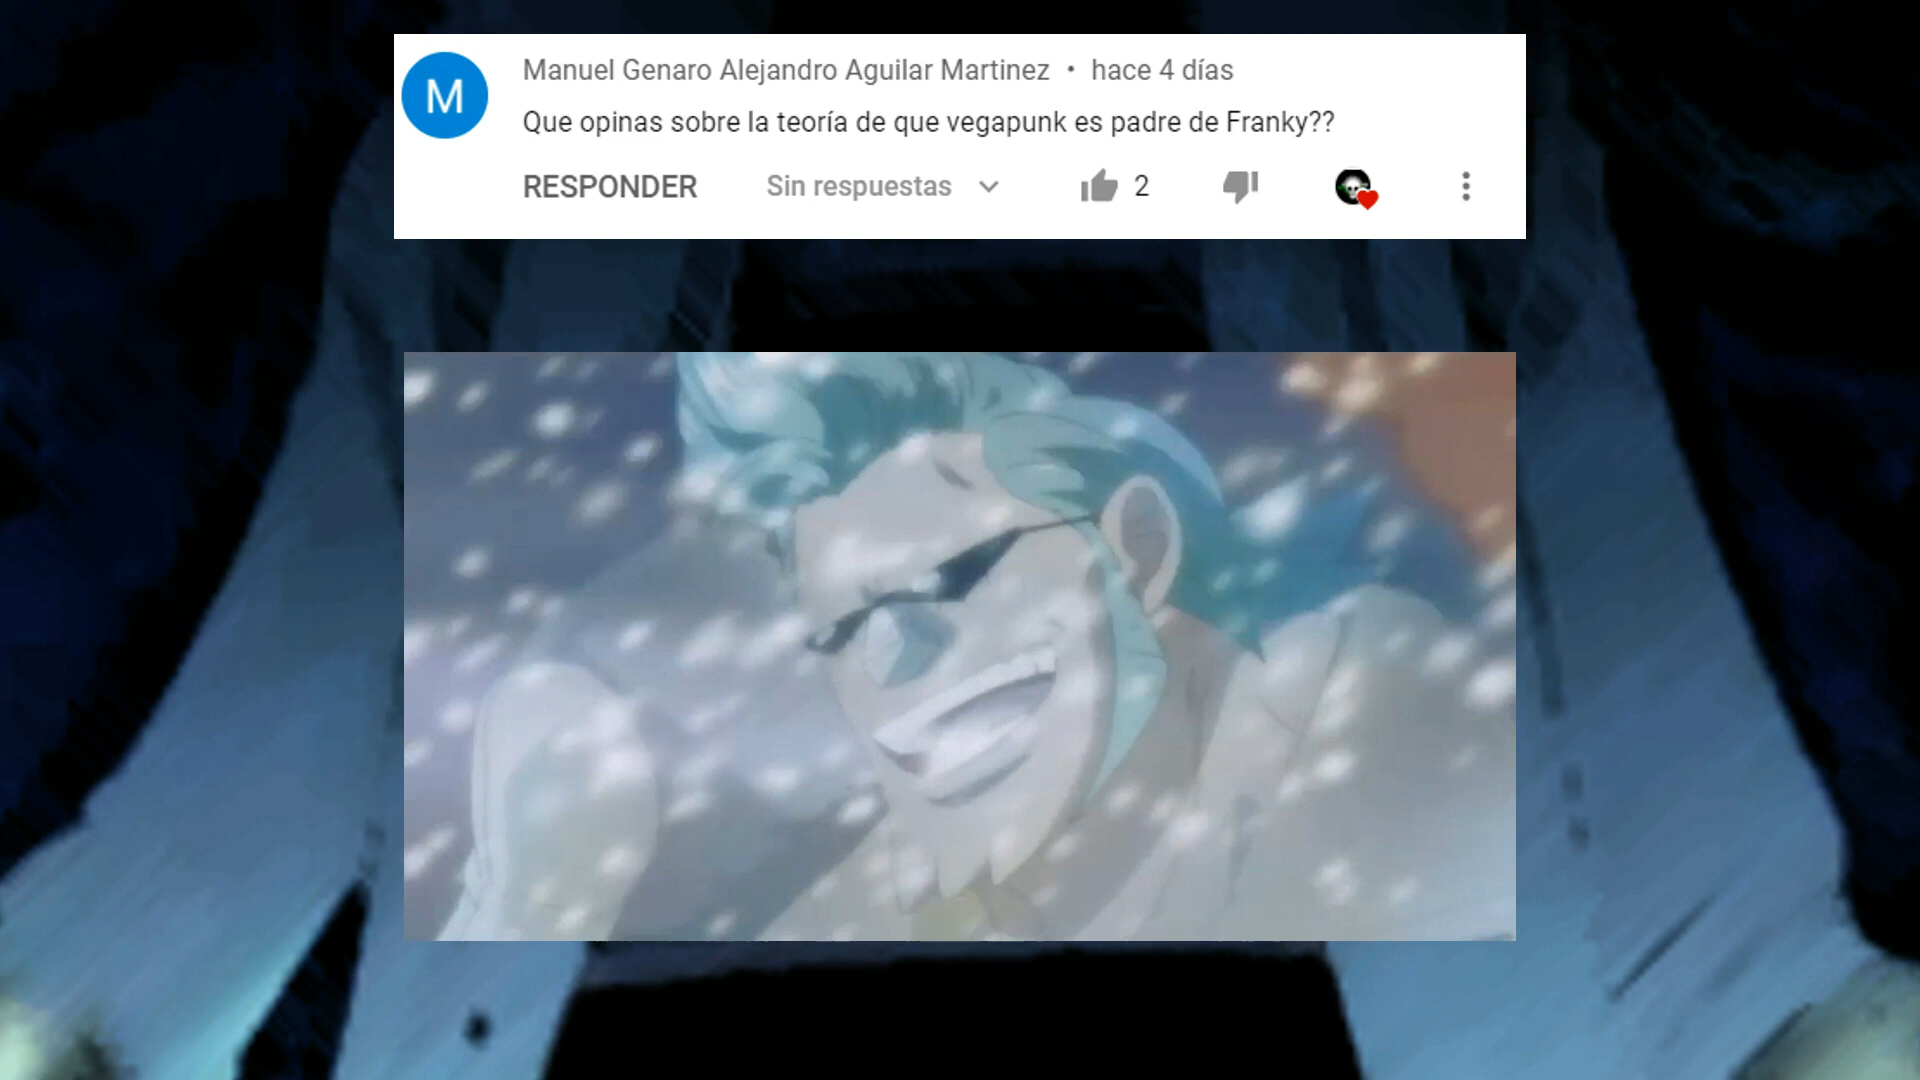 M
Manuel Genaro Alejandro Aguilar Martinez • hace 4 días
Que opinas sobre la teoría de que vegapunk es padre de Franky??
RESPONDER Sin respuestas 2